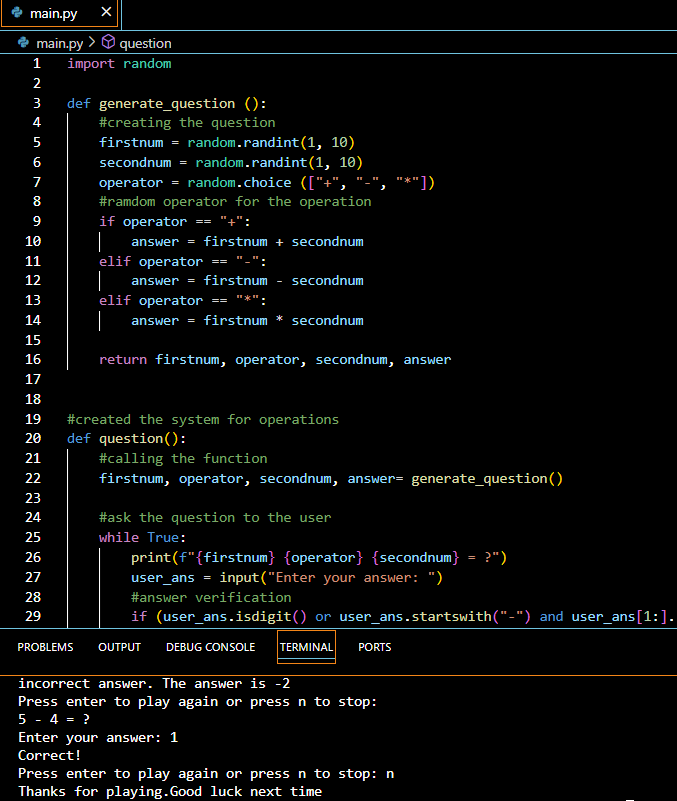 main.py ×
main.py > question
1 import random
2
3 def generate_question ():
4     #creating the question
5     firstnum = random.randint(1, 10)
6     secondnum = random.randint(1, 10)
7     operator = random.choice (["+", "-", "*"])
8     #ramdom operator for the operation
9     if operator == "+":
10         answer = firstnum + secondnum
11     elif operator == "-":
12         answer = firstnum - secondnum
13     elif operator == "*":
14         answer = firstnum * secondnum
15
16     return firstnum, operator, secondnum, answer
17
18
19 #created the system for operations
20 def question():
21     #calling the function
22     firstnum, operator, secondnum, answer= generate_question()
23
24     #ask the question to the user
25     while True:
26         print(f"{firstnum} {operator} {secondnum} = ?")
27         user_ans = input("Enter your answer: ")
28         #answer verification
29         if (user_ans.isdigit() or user_ans.startswith("-") and user_ans[1:].
PROBLEMS OUTPUT DEBUG CONSOLE TERMINAL PORTS
incorrect answer. The answer is -2
Press enter to play again or press n to stop:
5 - 4 = ?
Enter your answer: 1
Correct!
Press enter to play again or press n to stop: n
Thanks for playing.Good luck next time